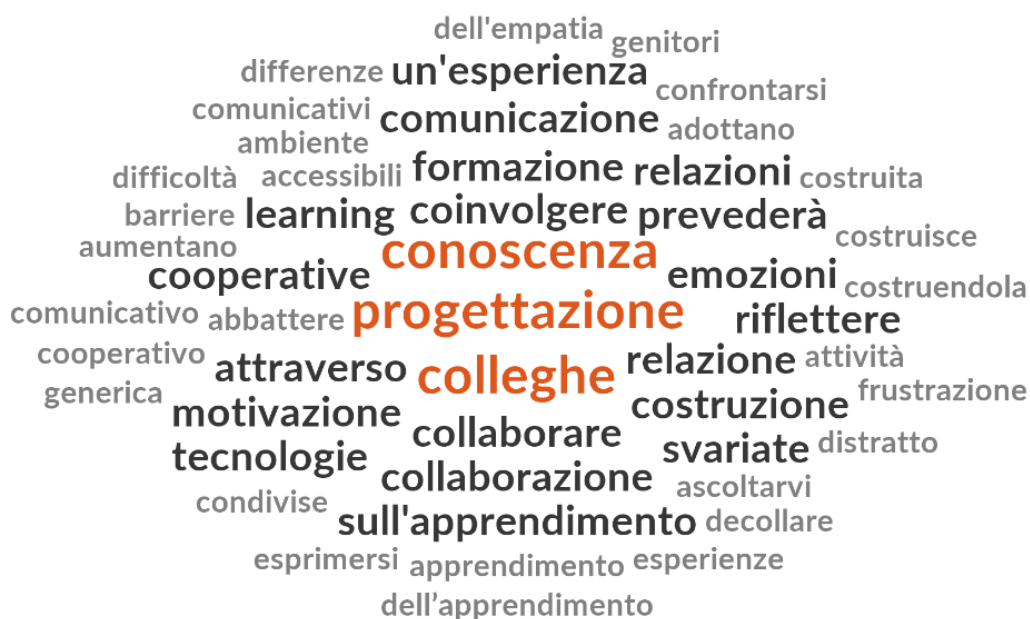 dell'empatia
genitori
differenze un'esperienza
confrontarsi
comunicativi
comunicazione
adottano
ambiente
formazione relazioni
difficoltà accessibili
costruita
barriere learning coinvolgere prevederà
costruisce
aumentano
conoscenza
cooperative
emozioni
costruendola
comunicativo abbattere progettazione
riflettere
cooperativo
attraverso
colleghe
relazione attività
generica
frustrazione
motivazione
costruzione
collaborare
tecnologie
svariate distratto
collaborazione
ascoltarvi
condivise
sull'apprendimento decollare
esprimersi apprendimento esperienze
dell’apprendimento